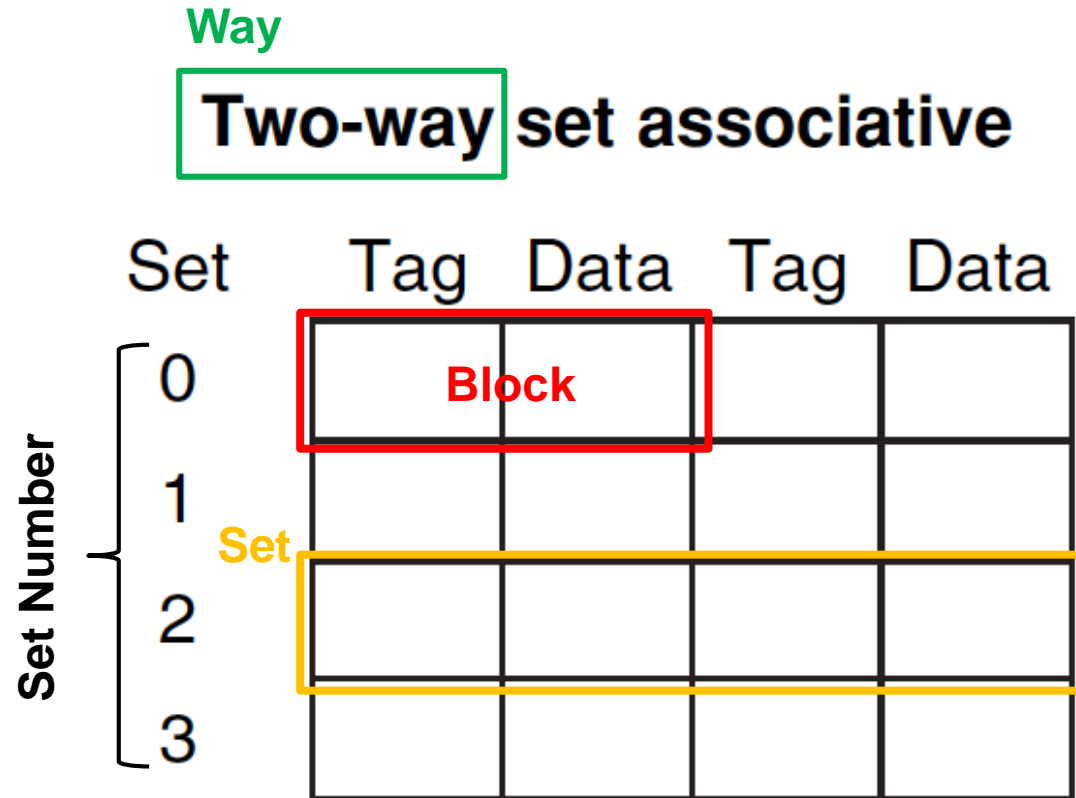 Way
Two-way set associative
Set Tag Data Tag Data
0 Block
1
Set
2
3
Set Number